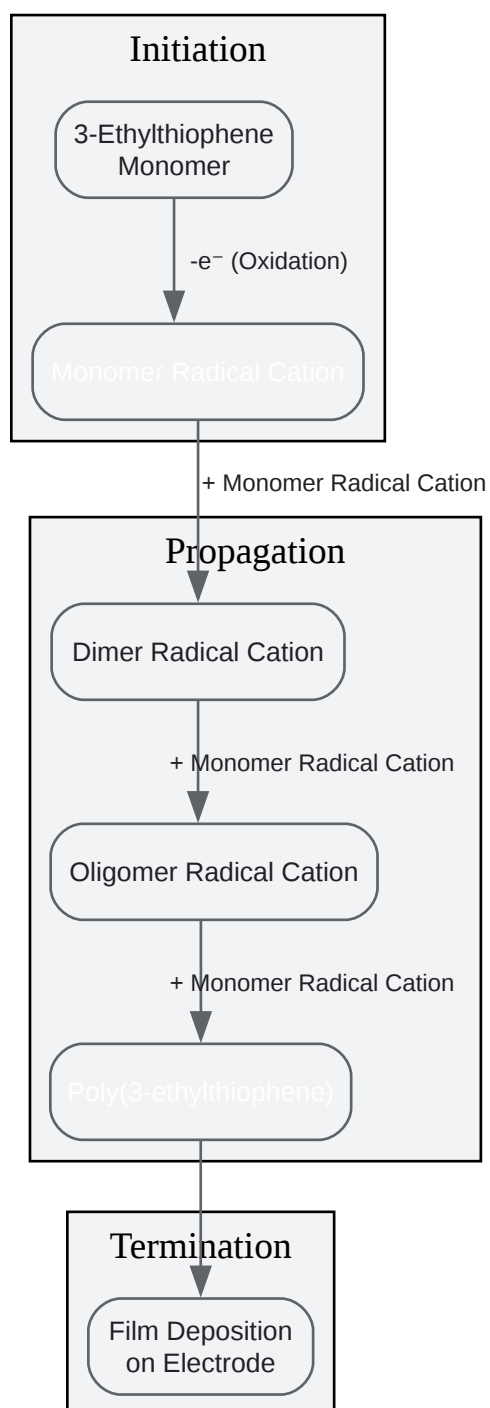 Initiation
3-Ethylthiophene
Monomer
-e⁻ (Oxidation)
Monomer Radical Cation
+ Monomer Radical Cation
Propagation
Dimer Radical Cation
+ Monomer Radical Cation
Oligomer Radical Cation
+ Monomer Radical Cation
Poly(3-ethylthiophene)
Termination
Film Deposition
on Electrode